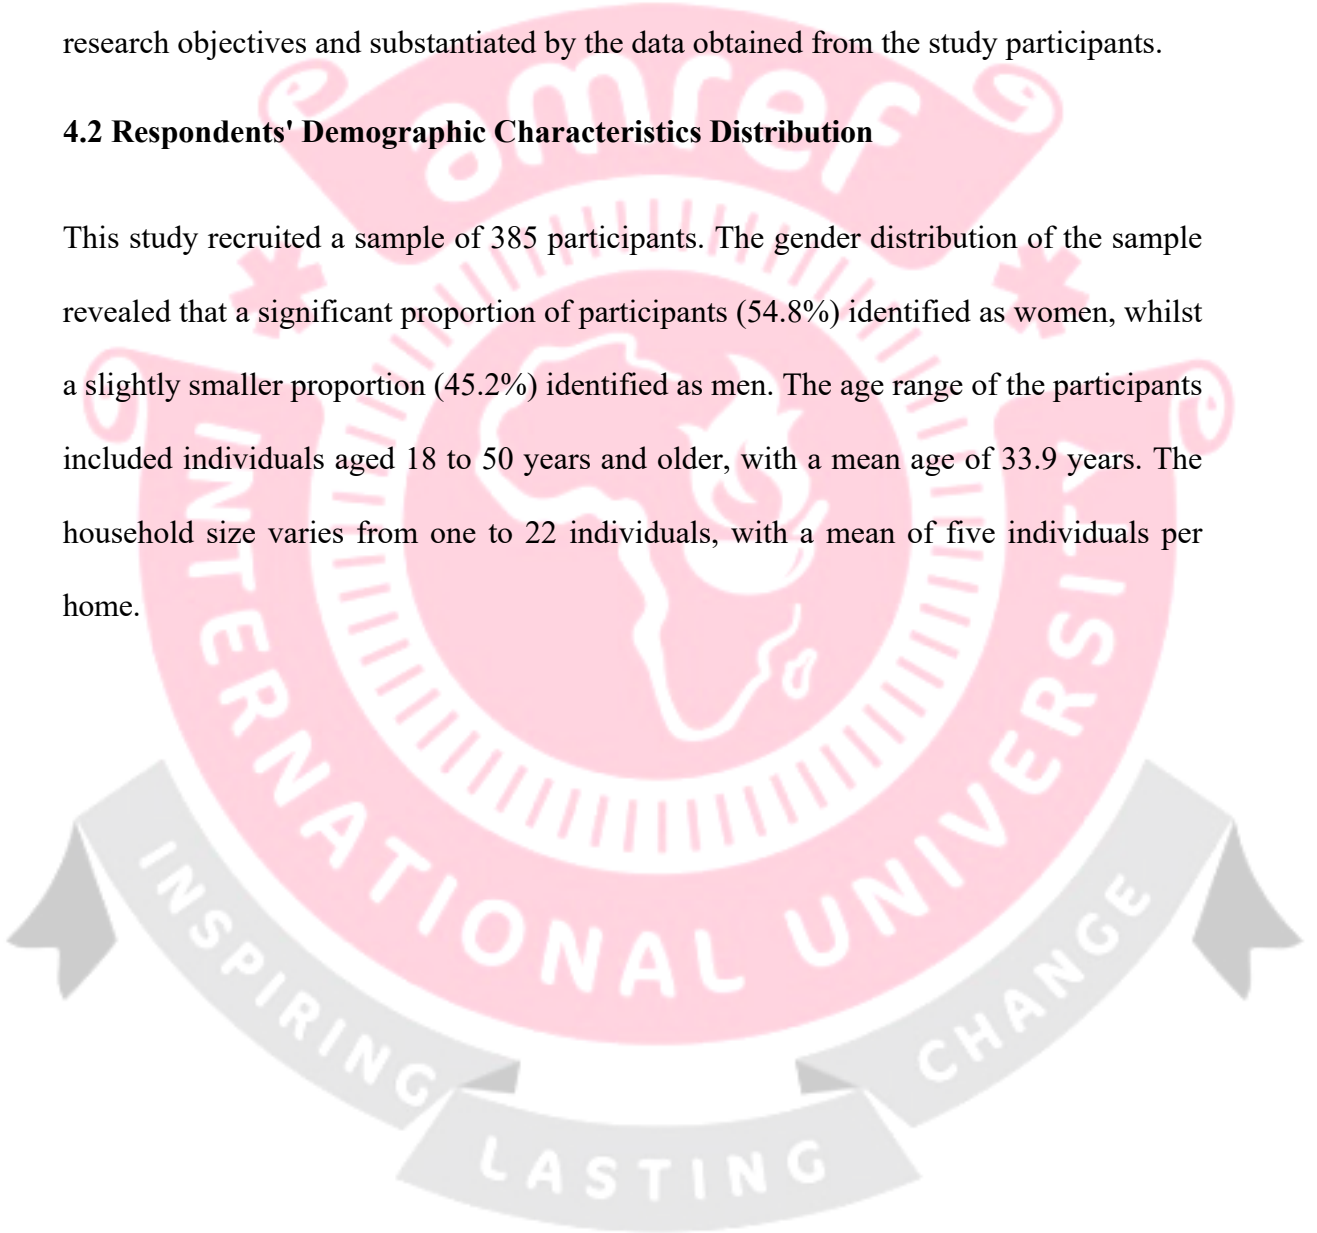 research objectives and substantiated by the data obtained from the study participants.
amref
4.2 Respondents' Demographic Characteristics Distribution
This study recruited a sample of 385 participants. The gender distribution of the sample
revealed that a significant proportion of participants (54.8%) identified as women, whilst
a slightly smaller proportion (45.2%) identified as men. The age range of the participants
included individuals aged 18 to 50 years and older, with a mean age of 33.9 years. The
household size varies from one to 22 individuals, with a mean of five individuals per
home.
INTERNATIONAL UNIVERSITY
INSPIRING LASTING CHANGE